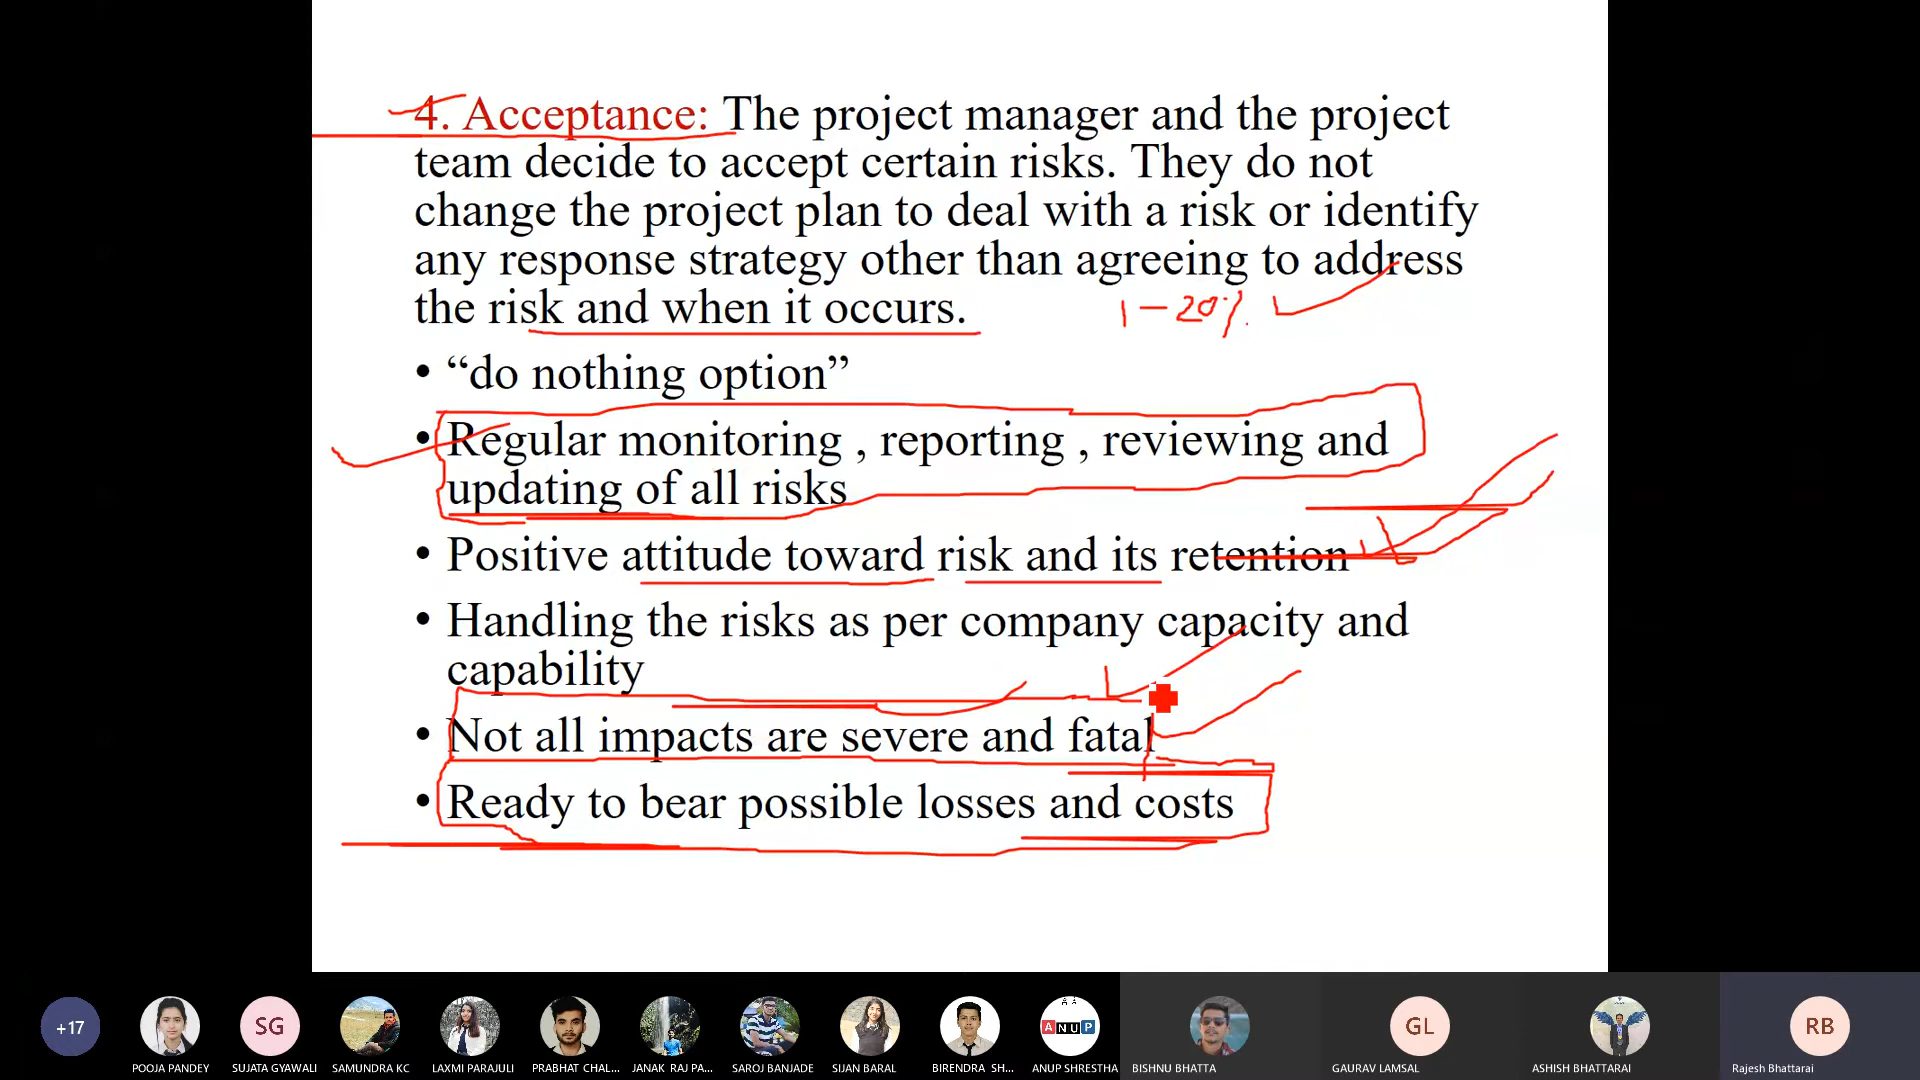 4. Acceptance: The project manager and the project
team decide to accept certain risks. They do not
change the project plan to deal with a risk or identify
any response strategy other than agreeing to address
the risk and when it occurs.
1-20%
• “do nothing option”
• Regular monitoring , reporting , reviewing and
updating of all risks
• Positive attitude toward risk and its retention
• Handling the risks as per company capacity and
capability
• Not all impacts are severe and fatal
• Ready to bear possible losses and costs
+17
SG
ANUP
GL
RB
POOJA PANDEY
SUJATA GYAWALI
SAMUNDRA KC
LAXMI PARAJULI
PRABHAT CHAL...
JANAK RAJ PA...
SAROJ BANJADE
SIJAN BARAL
BIRENDRA SH...
ANUP SHRESTHA
BISHNU BHATTA
GAURAV LAMSAL
ASHISH BHATTARAI
Rajesh Bhattarai